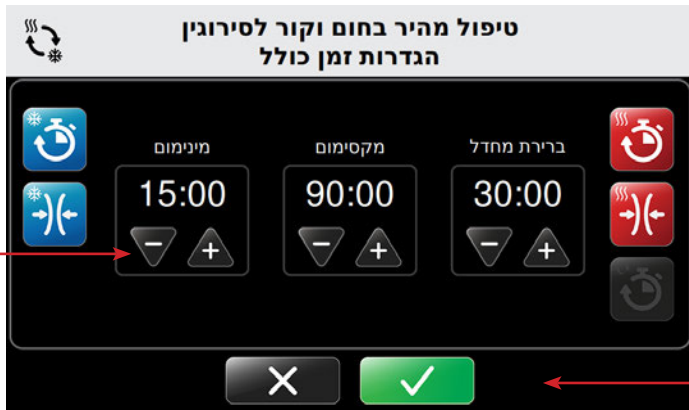 טיפול מהיר בחום וקור לסירוגין
הגדרות זמן כולל
ברירת מחדל
מקסימום
מינימום
30:00
90:00
15:00